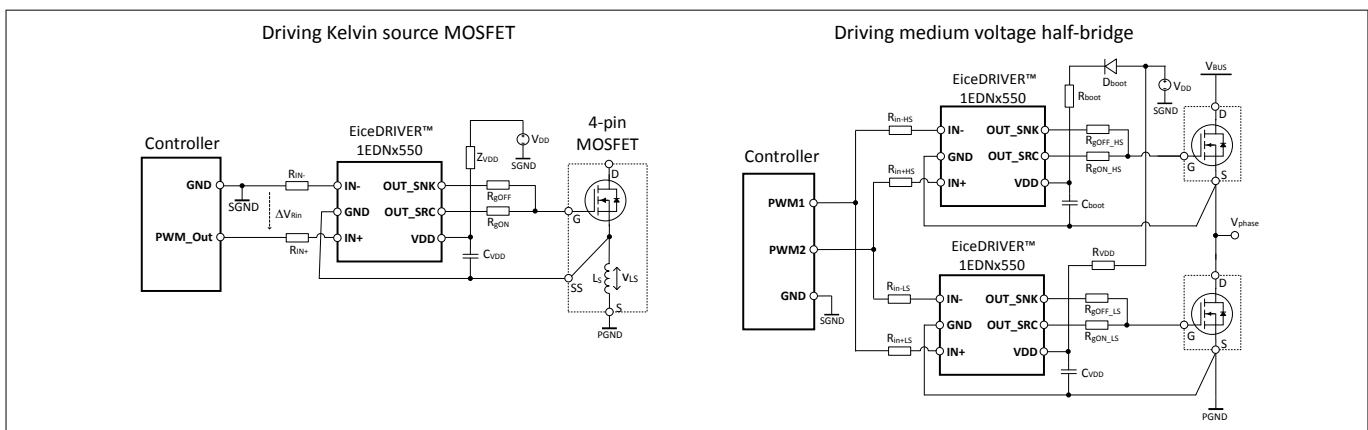 Driving Kelvin source MOSFET
Controller
GND
PWM_Out
SGND
ΔVRin
RIN-
RIN+
EiceDRIVER™
1EDNx550
IN-
GND
IN+
OUT_SNK
OUT_SRC
VDD
ZVDD
VDD
SGND
RgOFF
RgON
CVDD
4-pin
MOSFET
D
G
SS
LS
VLS
S
PGND
Driving medium voltage half-bridge
Controller
PWM1
PWM2
GND
SGND
Rin-HS
Rin+HS
EiceDRIVER™
1EDNx550
IN-
GND
IN+
OUT_SNK
OUT_SRC
VDD
Rboot
Dboot
VDD
SGND
RgOFF_HS
RgON_HS
Cboot
VBUS
D
G
S
Vphase
Rin-LS
Rin+LS
EiceDRIVER™
1EDNx550
IN-
GND
IN+
OUT_SNK
OUT_SRC
VDD
RVDD
RgOFF_LS
RgON_LS
CVDD
D
G
S
PGND